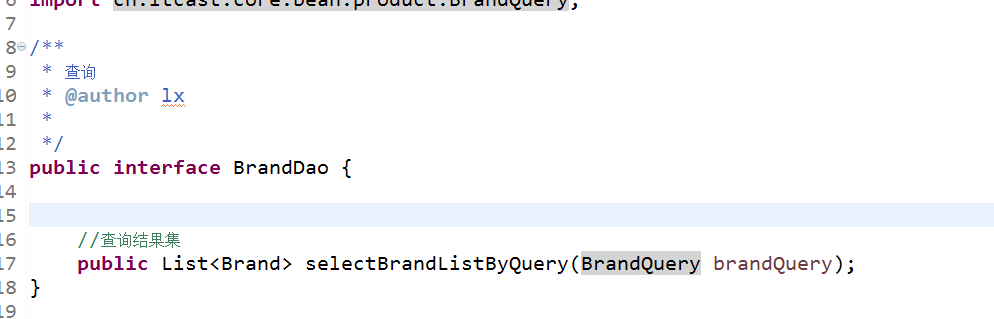 6 import cn.itcast.core.bean.product.BrandQuery;
7
8 /**
9 * 查询
10 * @author lx
11 *
12 */
13 public interface BrandDao {
14
15
16 //查询结果集
17 public List<Brand> selectBrandListByQuery(BrandQuery brandQuery);
18 }
19